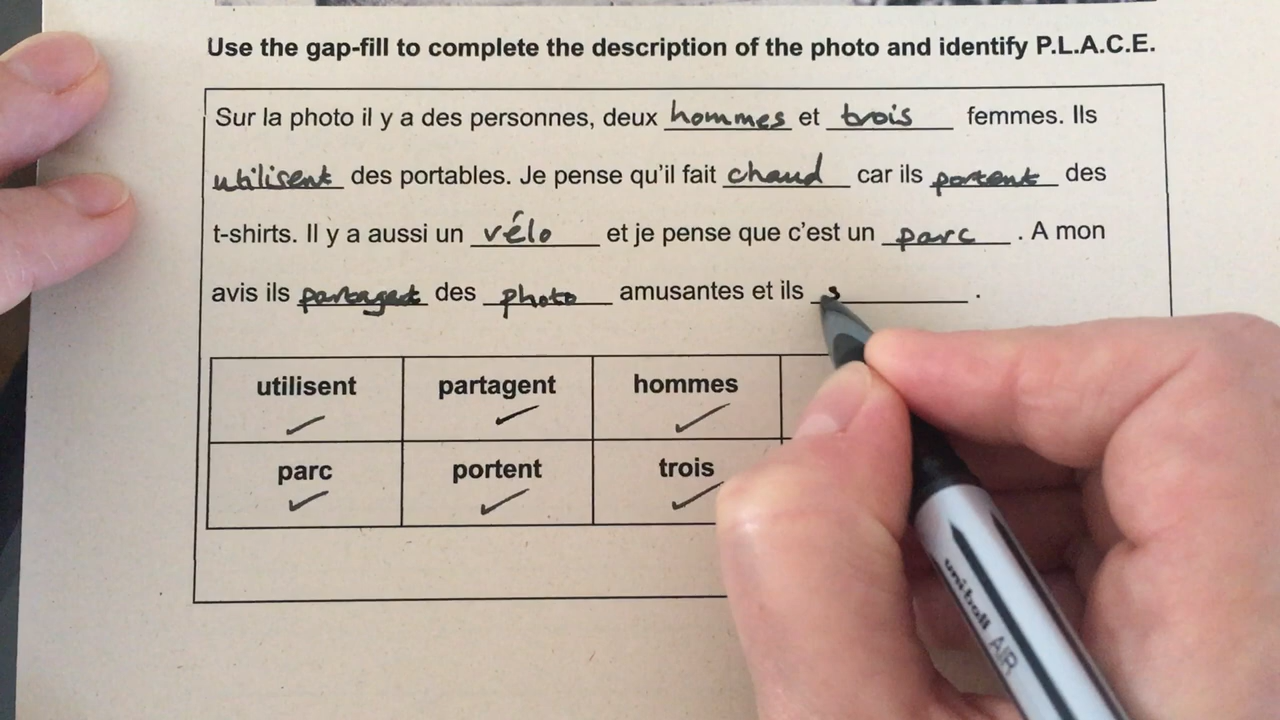 Use the gap-fill to complete the description of the photo and identify P.L.A.C.E.
Sur la photo il y a des personnes, deux hommes et trois femmes. Ils
utilisent des portables. Je pense qu'il fait chaud car ils portent des
t-shirts. Il y a aussi un vélo et je pense que c'est un parc . A mon
avis ils partagent des photo amusantes et ils s .
utilisent partagent hommes
parc portent trois
uniball AIR